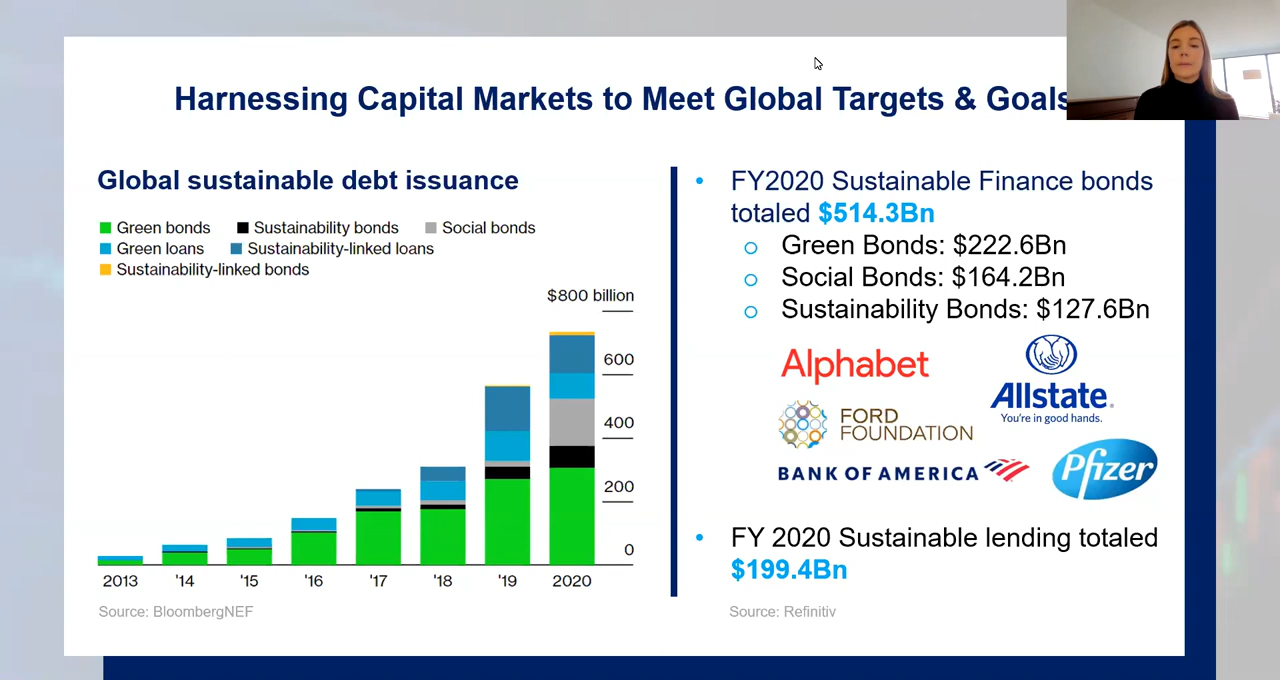 Harnessing Capital Markets to Meet Global Targets & Goals
Global sustainable debt issuance
Green bonds Sustainability bonds Social bonds
Green loans Sustainability-linked loans
Sustainability-linked bonds
$800 billion
600
400
200
0
2013 '14 '15 '16 '17 '18 '19 2020
Source: BloombergNEF
• FY2020 Sustainable Finance bonds
totaled $514.3Bn
o Green Bonds: $222.6Bn
o Social Bonds: $164.2Bn
o Sustainability Bonds: $127.6Bn
Alphabet
Allstate.
You're in good hands.
FORD
FOUNDATION
BANK OF AMERICA
Pfizer
• FY 2020 Sustainable lending totaled
$199.4Bn
Source: Refinitiv